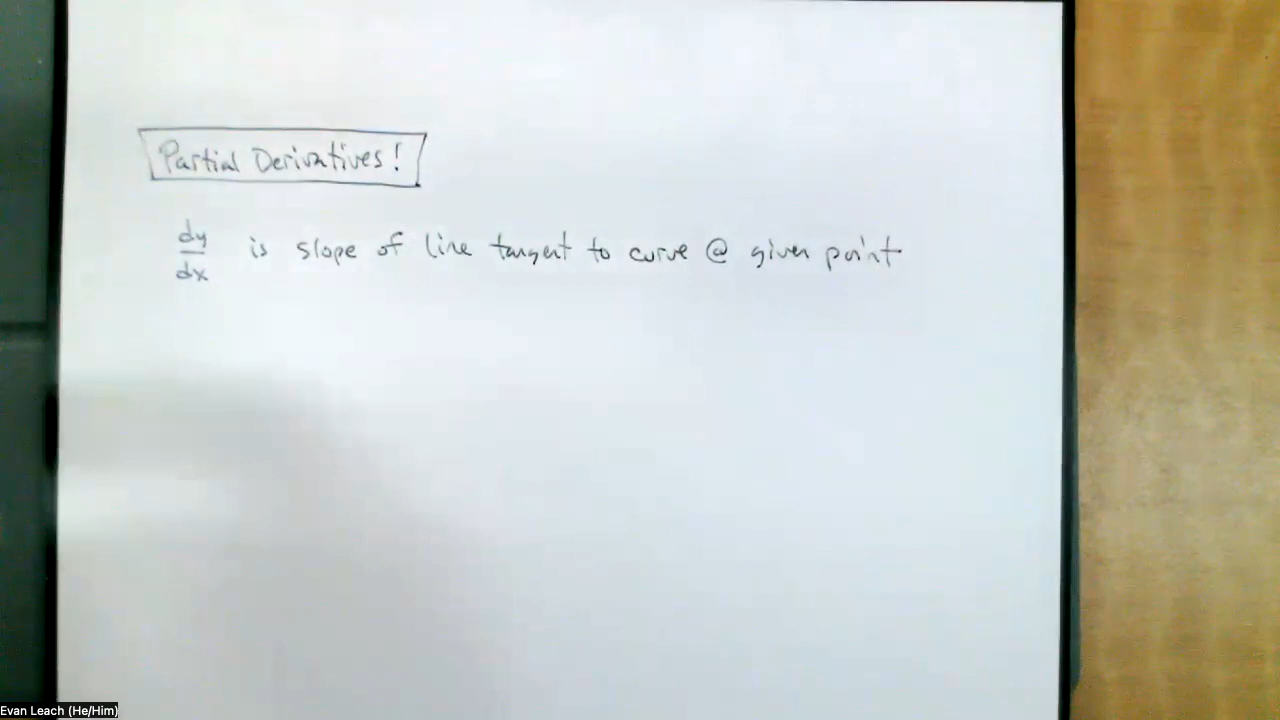 Partial Derivatives!
dy/dx is slope of line tangent to curve @ given point
Evan Leach (He/Him)